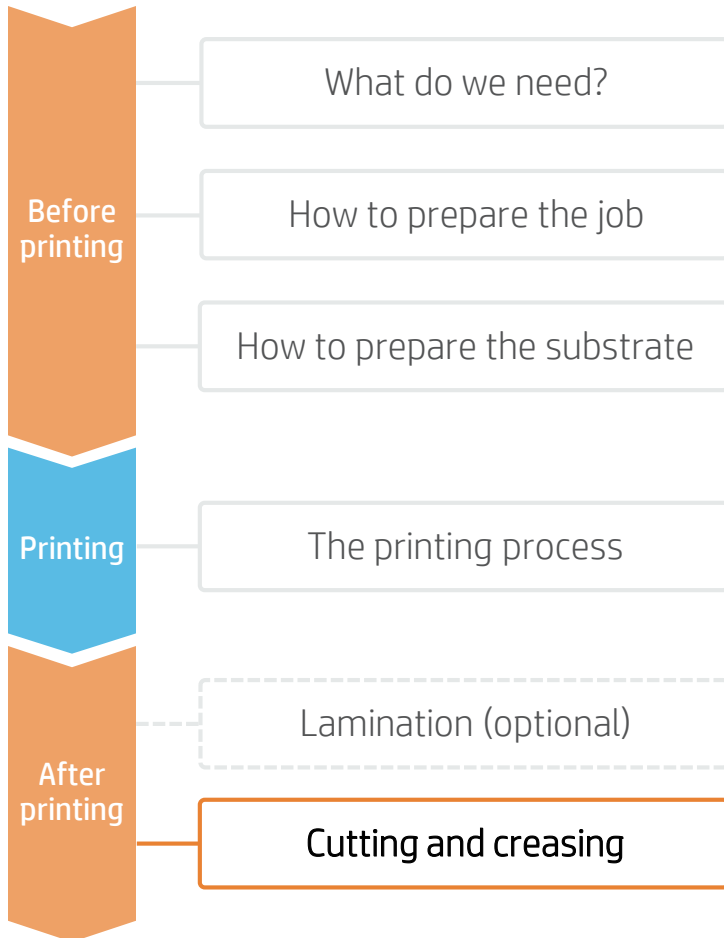 What do we need?
Before
printing
How to prepare the job
How to prepare the substrate
Printing
The printing process
Lamination (optional)
After
printing
Cutting and creasing